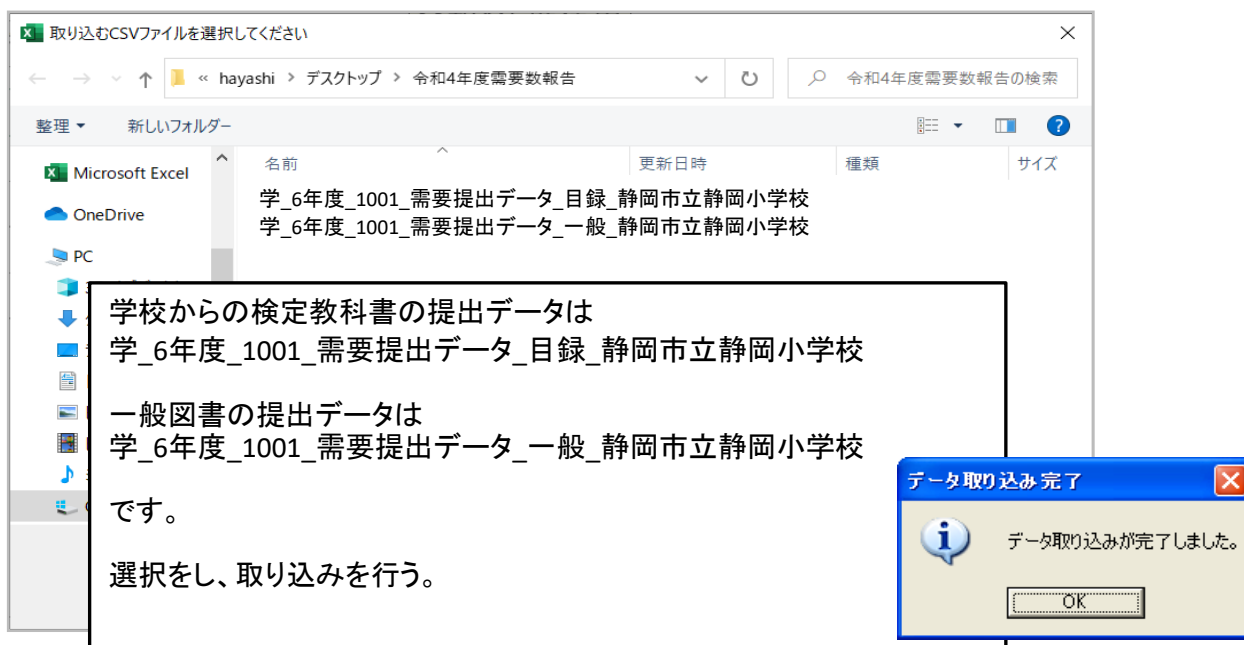 取り込むCSVファイルを選択してください
« hayashi › デスクトップ › 令和4年度需要数報告
令和4年度需要数報告の検索
整理 新しいフォルダー
名前 更新日時 種類 サイズ
Microsoft Excel
OneDrive
PC
学_6年度_1001_需要提出データ_目録_静岡市立静岡小学校
学_6年度_1001_需要提出データ_一般_静岡市立静岡小学校
学校からの検定教科書の提出データは
学_6年度_1001_需要提出データ_目録_静岡市立静岡小学校
一般図書の提出データは
学_6年度_1001_需要提出データ_一般_静岡市立静岡小学校
です。
選択をし、取り込みを行う。
データ取り込み完了
データ取り込みが完了しました。
OK